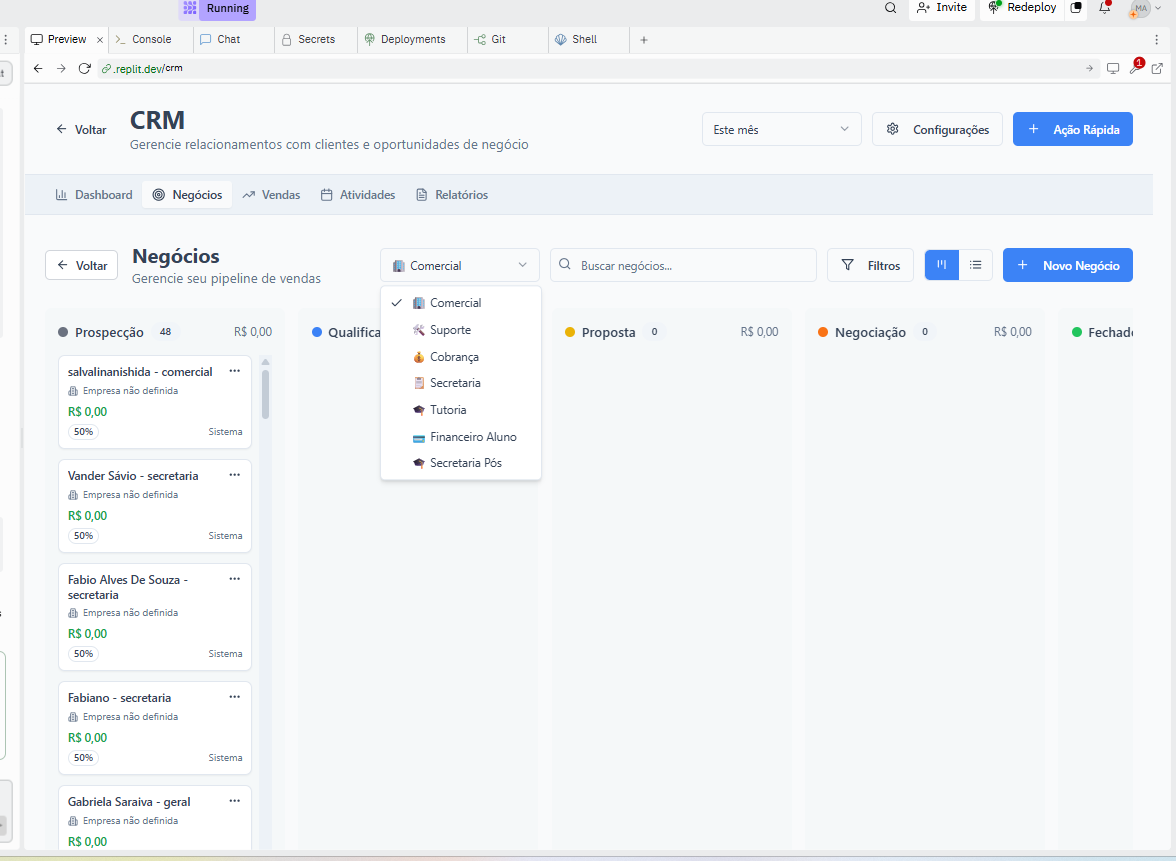 Running
Invite
Redeploy
MA
Preview
Console
Chat
Secrets
Deployments
Git
Shell
.replit.dev/crm
1
Voltar
CRM
Gerencie relacionamentos com clientes e oportunidades de negócio
Este mês
Configurações
Ação Rápida
Dashboard
Negócios
Vendas
Atividades
Relatórios
Voltar
Negócios
Gerencie seu pipeline de vendas
Comercial
Buscar negócios...
Filtros
Novo Negócio
Comercial
Suporte
Cobrança
Secretaria
Tutoria
Financeiro Aluno
Secretaria Pós
Prospecção 48 R$ 0,00
Qualifica
Proposta 0 R$ 0,00
Negociação 0 R$ 0,00
Fechado
salvalinanishida - comercial
Empresa não definida
R$ 0,00
50% Sistema
Vander Sávio - secretaria
Empresa não definida
R$ 0,00
50% Sistema
Fabio Alves De Souza -
secretaria
Empresa não definida
R$ 0,00
50% Sistema
Fabiano - secretaria
Empresa não definida
R$ 0,00
50% Sistema
Gabriela Saraiva - geral
Empresa não definida
R$ 0,00